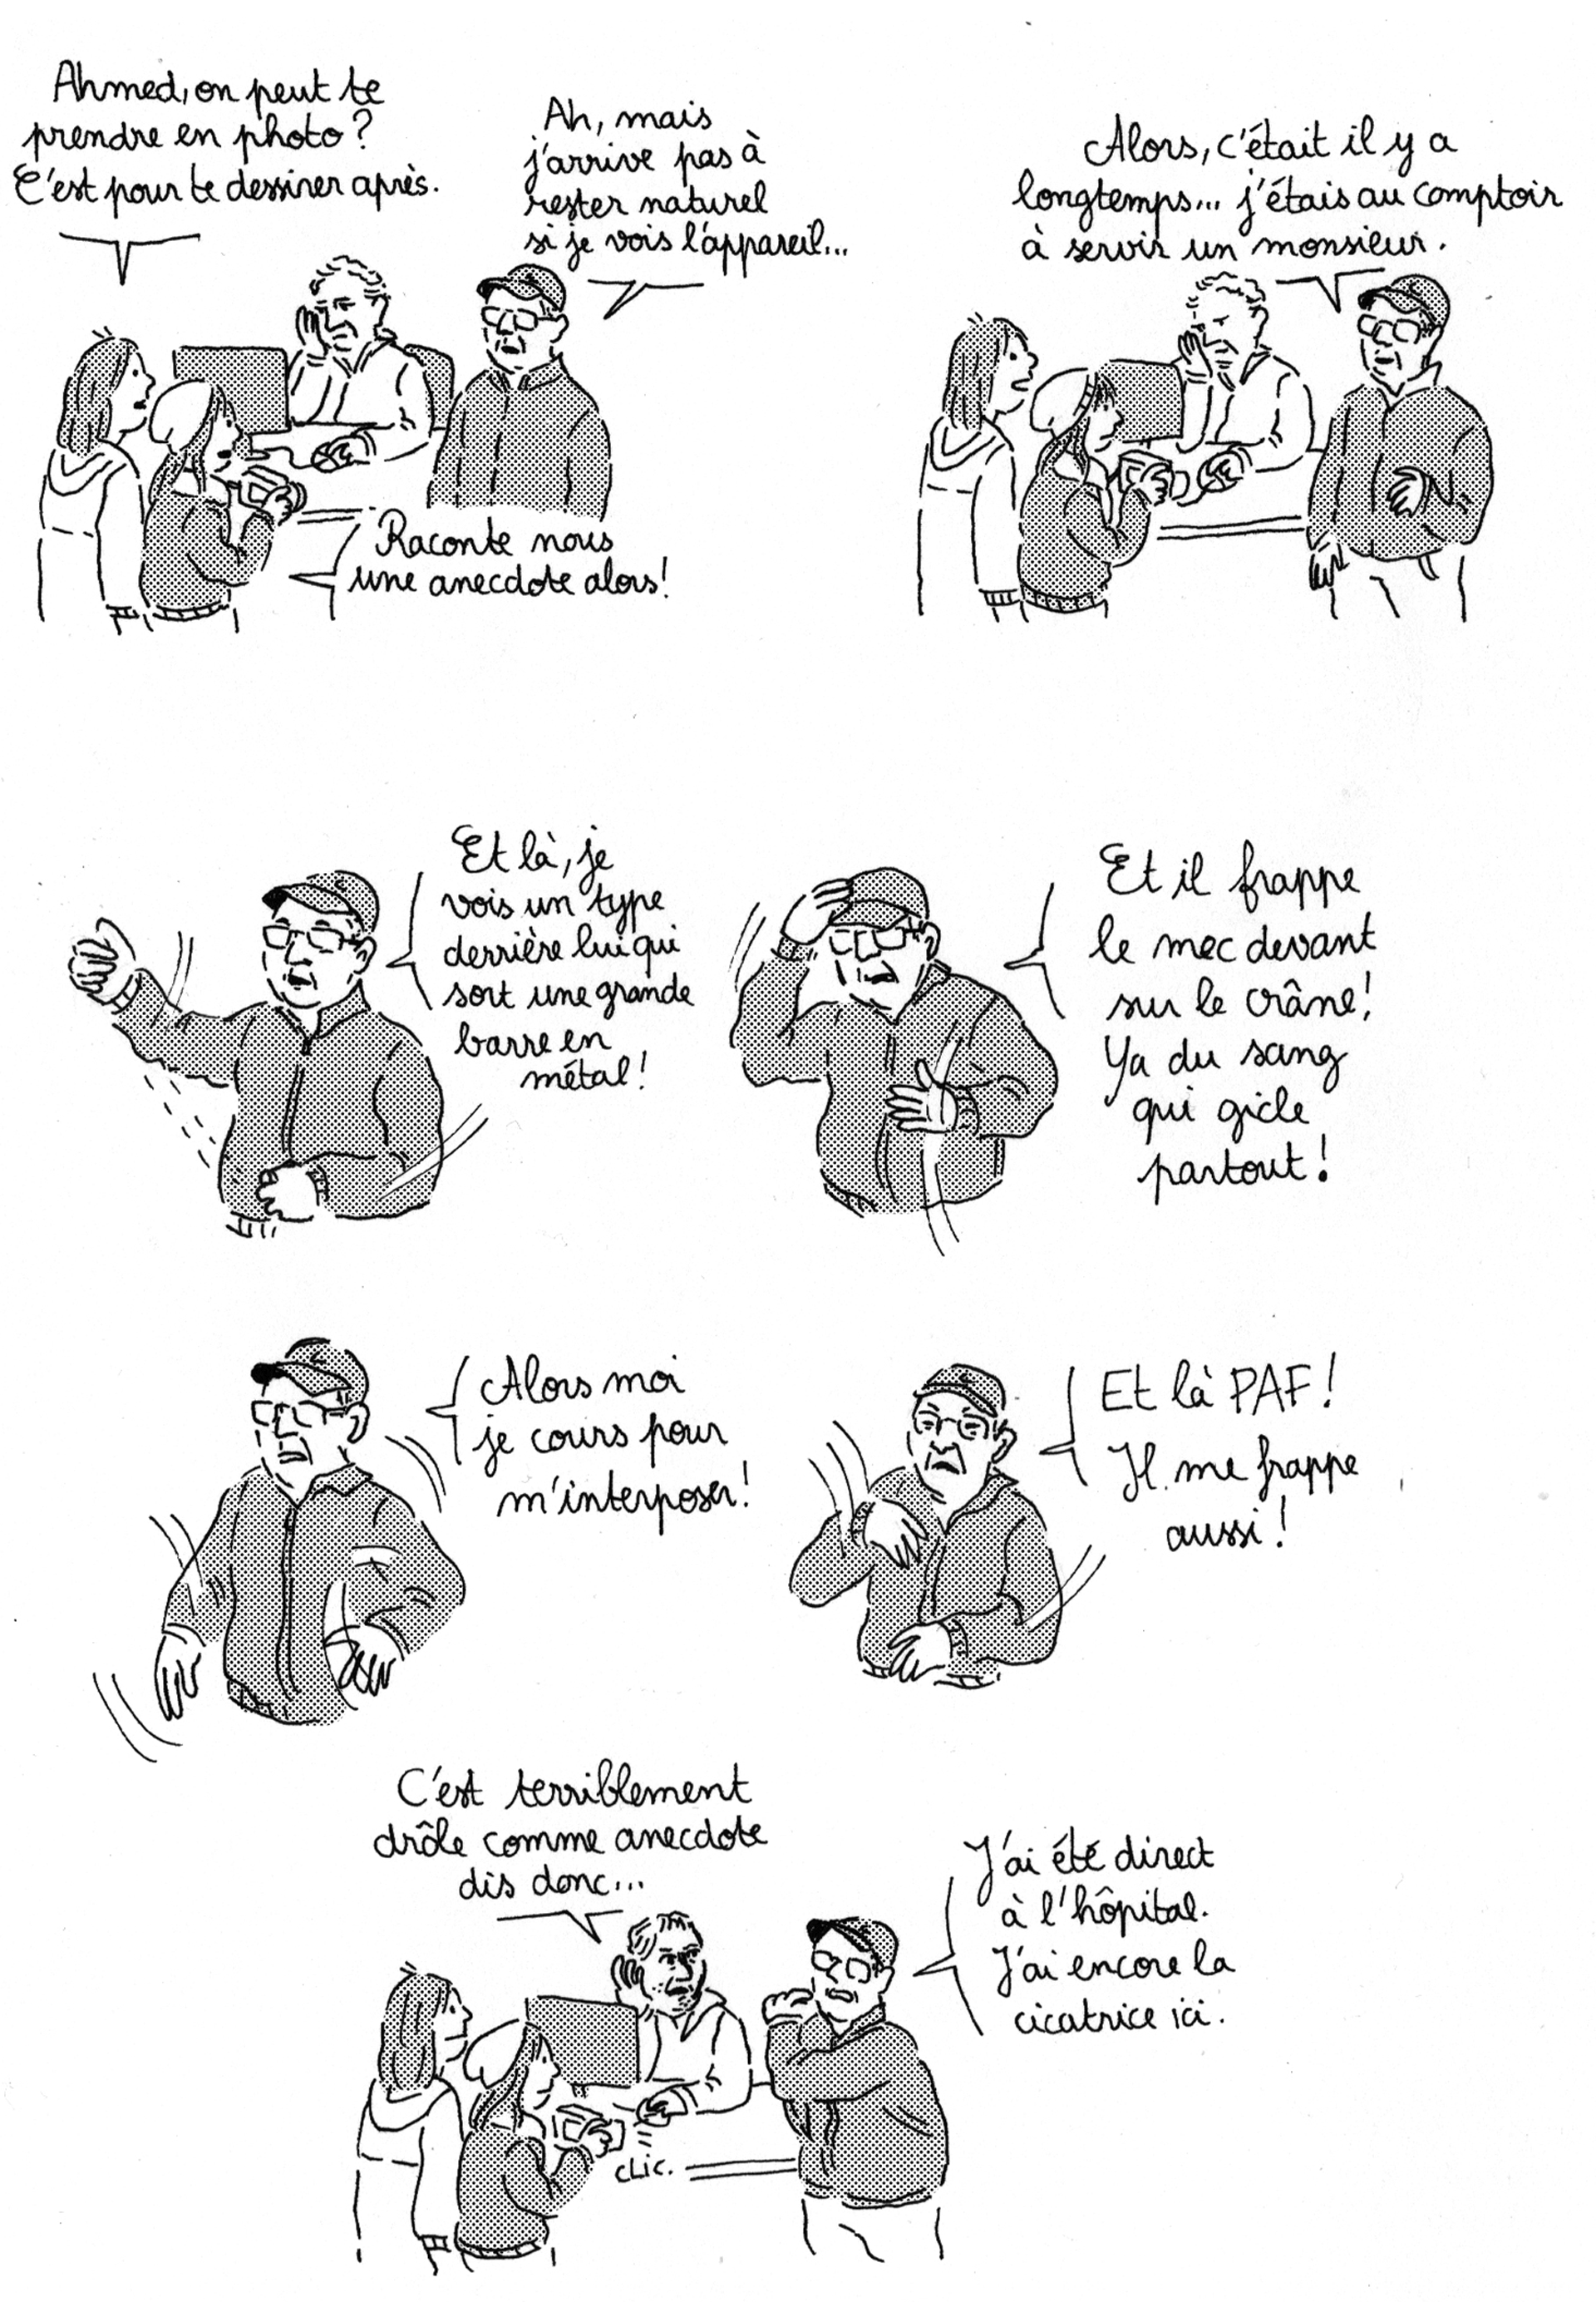 Ahmed, on peut te
prendre en photo?
C'est pour te dessiner après.
Ah, mais
j'arrive pas à
rester naturel
si je vois l'appareil...
Raconte nous
une anecdote alors!
Alors, c'était il y a
longtemps... j'étais au comptoir
à servir un monsieur.
Et là, je
vois un type
derrière lui qui
sort une grande
barre en
métal!
Et il frappe
le mec devant
sur le crâne!
Ya du sang
qui gicle
partout!
Alors moi
je cours pour
m'interposer!
Et là PAF!
Il me frappe
aussi!
C'est terriblement
drôle comme anecdote
dis donc...
J'ai été direct
à l'hôpital.
J'ai encore la
cicatrice ici.
CLIC.